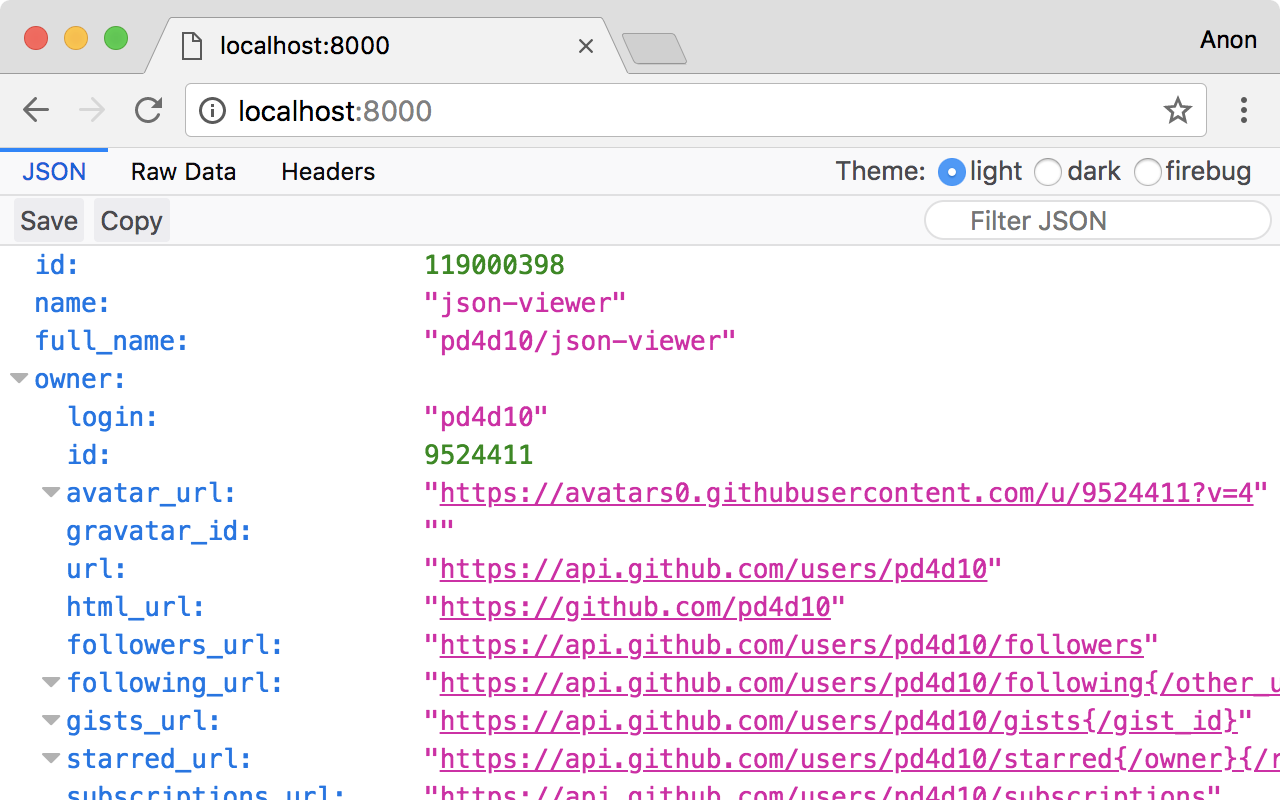 localhost:8000
Anon
localhost:8000
JSON Raw Data Headers Theme: light dark firebug
Save Copy Filter JSON
id: 119000398
name: "json-viewer"
full_name: "pd4d10/json-viewer"
owner:
login: "pd4d10"
id: 9524411
avatar_url: "https://avatars0.githubusercontent.com/u/9524411?v=4"
gravatar_id: ""
url: "https://api.github.com/users/pd4d10"
html_url: "https://github.com/pd4d10"
followers_url: "https://api.github.com/users/pd4d10/followers"
following_url: "https://api.github.com/users/pd4d10/following{/other_u
gists_url: "https://api.github.com/users/pd4d10/gists{/gist_id}"
starred_url: "https://api.github.com/users/pd4d10/starred{/owner}{/r
subscriptions_url: "https://api.github.com/users/pd4d10/subscriptions"